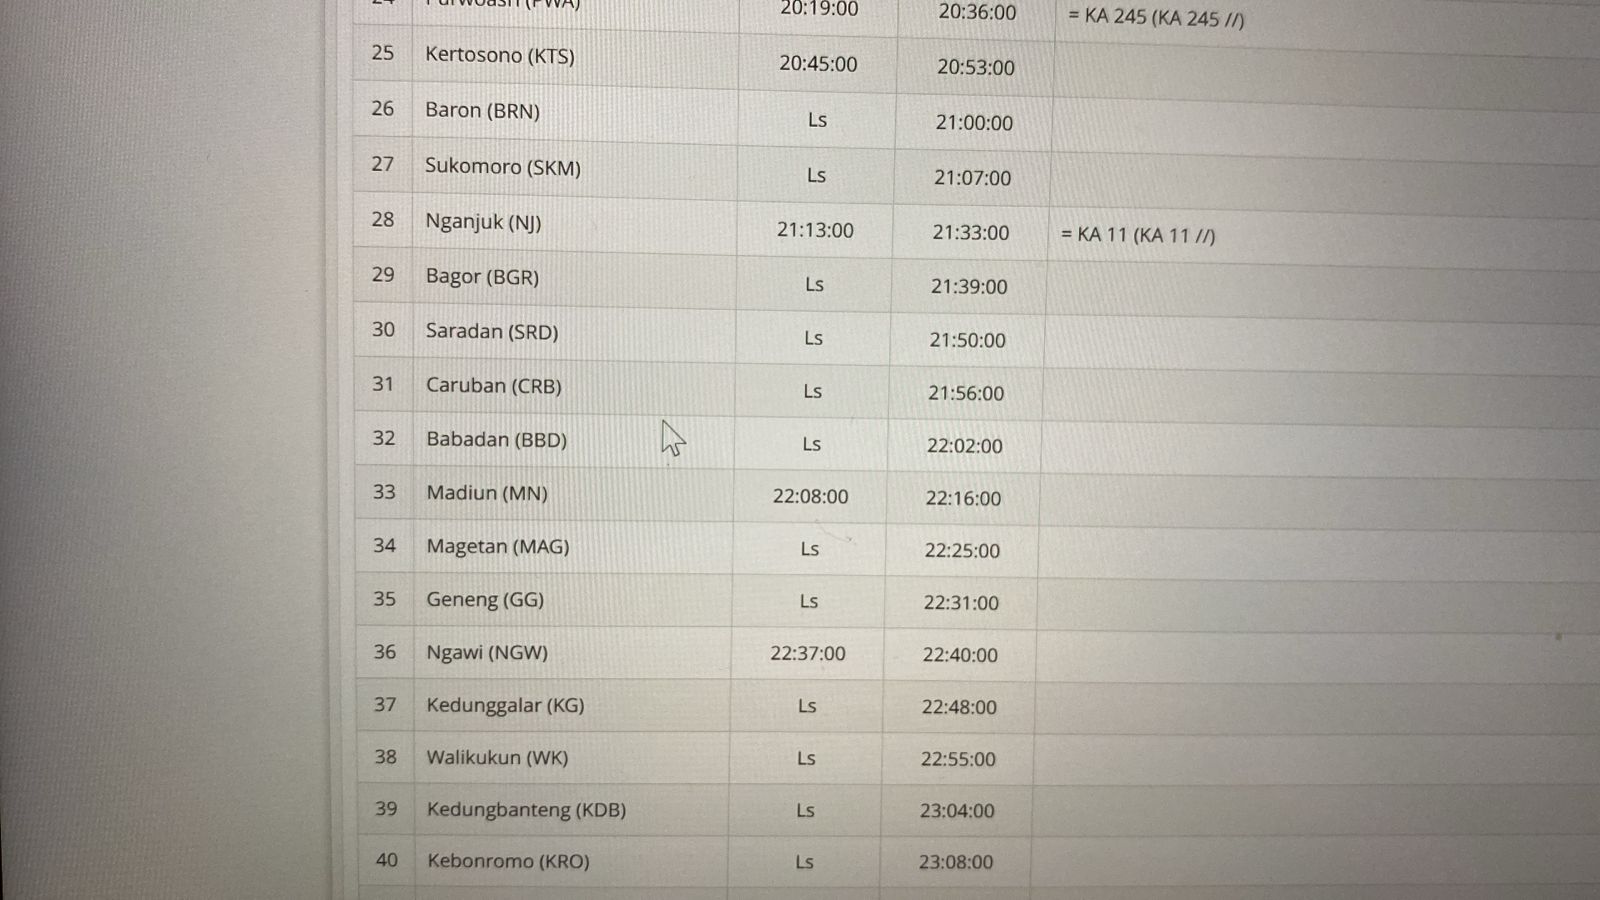 20:19:00 20:36:00 = KA 245 (KA 245 //)
25 Kertosono (KTS) 20:45:00 20:53:00
26 Baron (BRN) Ls 21:00:00
27 Sukomoro (SKM) Ls 21:07:00
28 Nganjuk (NJ) 21:13:00 21:33:00 = KA 11 (KA 11 //)
29 Bagor (BGR) Ls 21:39:00
30 Saradan (SRD) Ls 21:50:00
31 Caruban (CRB) Ls 21:56:00
32 Babadan (BBD) Ls 22:02:00
33 Madiun (MN) 22:08:00 22:16:00
34 Magetan (MAG) Ls 22:25:00
35 Geneng (GG) Ls 22:31:00
36 Ngawi (NGW) 22:37:00 22:40:00
37 Kedunggalar (KG) Ls 22:48:00
38 Walikukun (WK) Ls 22:55:00
39 Kedungbanteng (KDB) Ls 23:04:00
40 Kebonromo (KRO) Ls 23:08:00